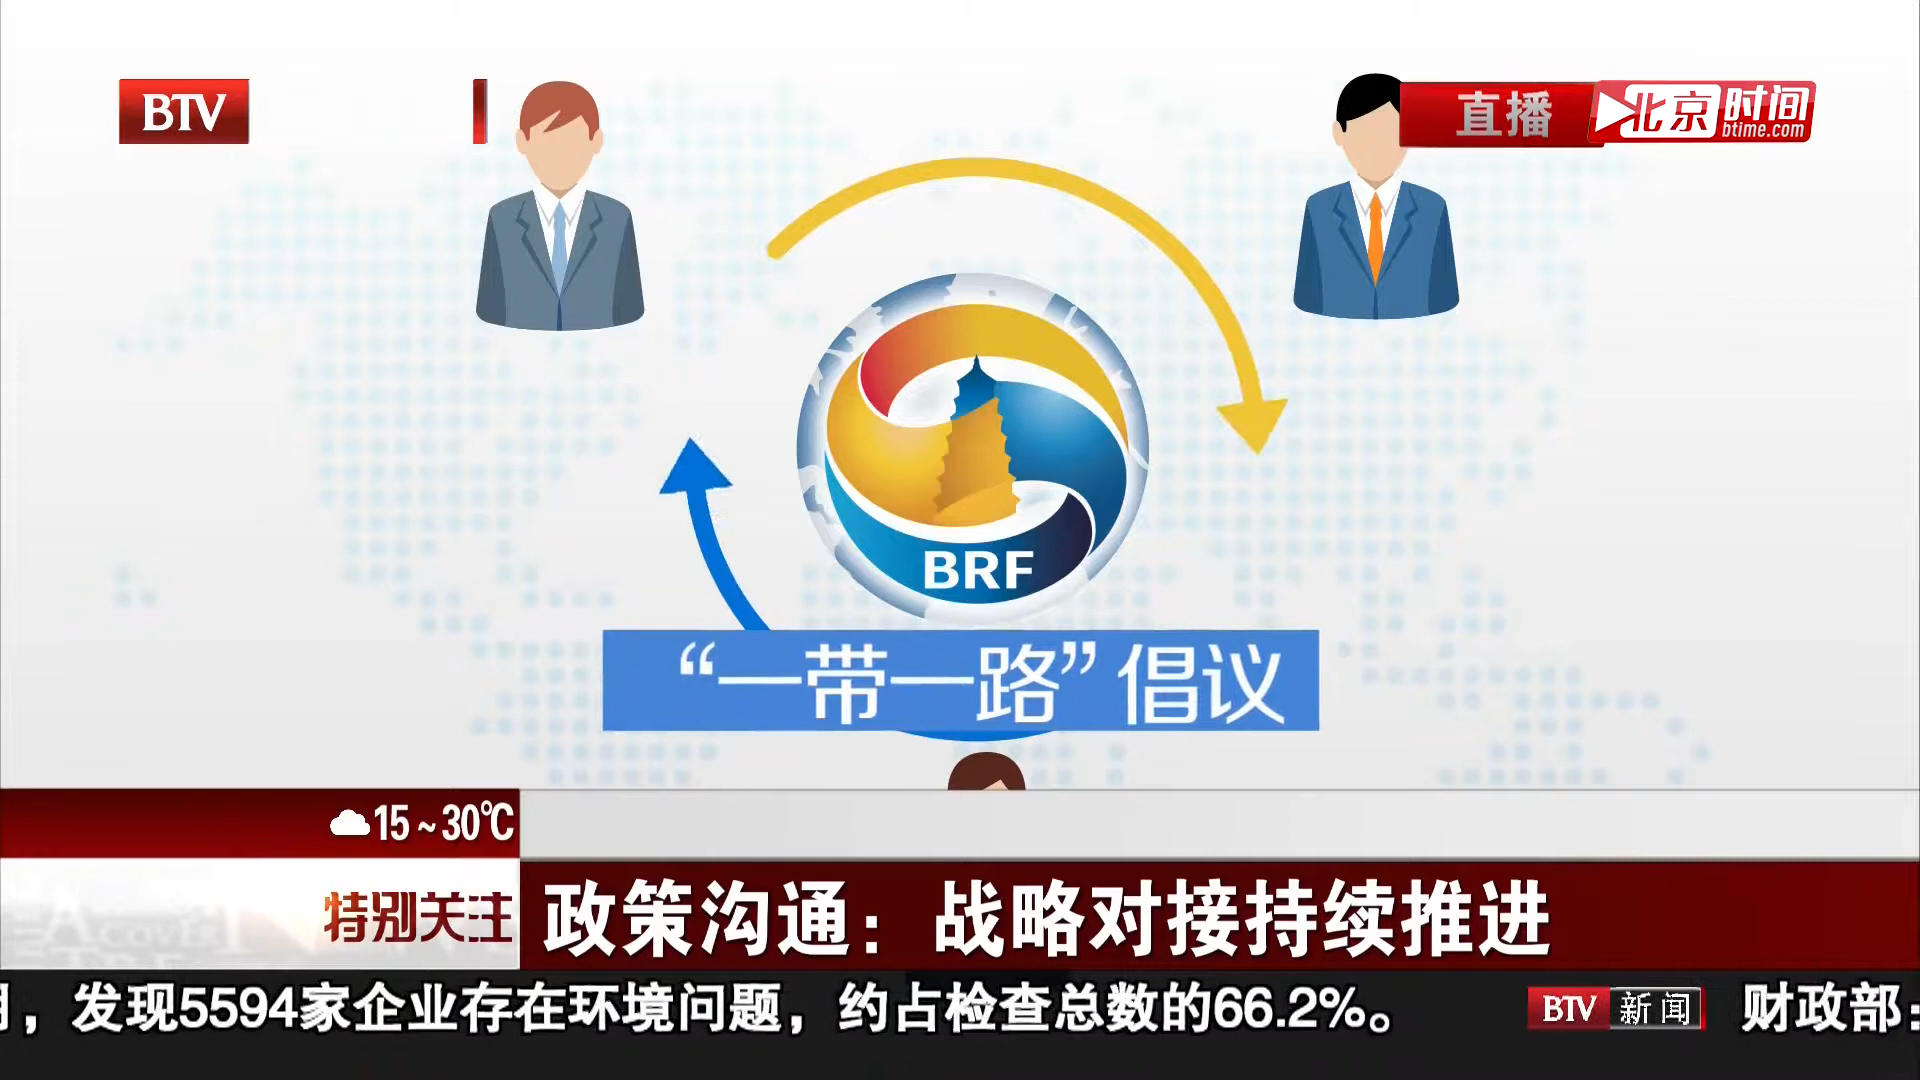 BTV
直播
北京时间
btime.com
BRF
“一带一路”倡议
15~30℃
特别关注
政策沟通：战略对接持续推进
，发现5594家企业存在环境问题，约占检查总数的66.2%。
BTV 新闻
财政部：